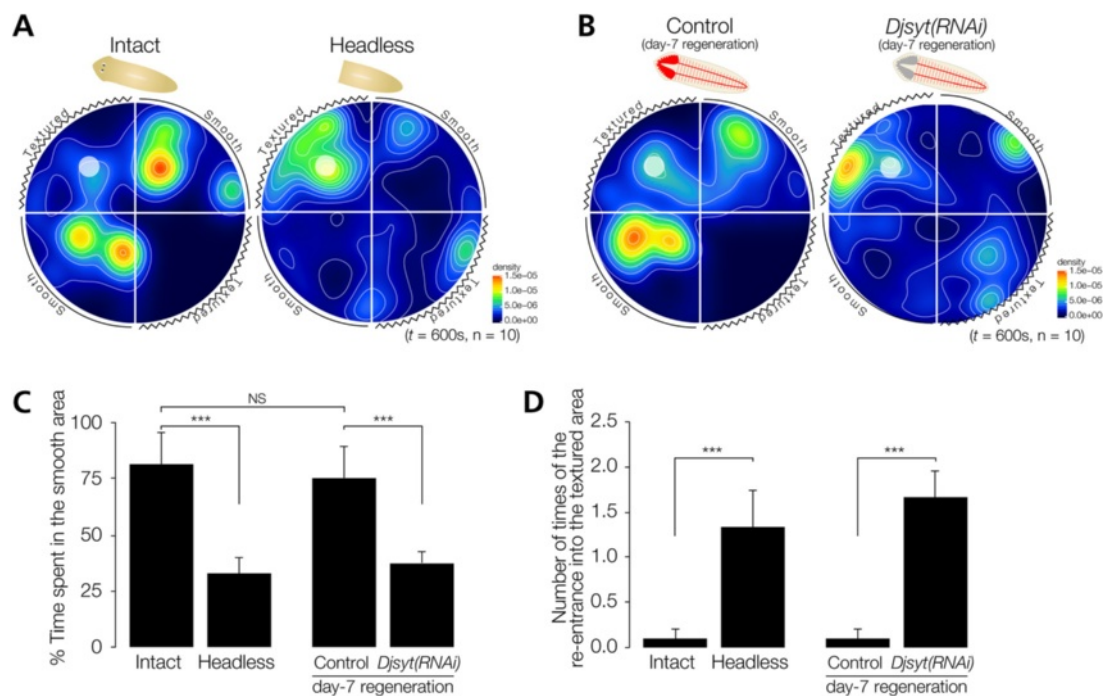 A
Intact
Headless
Textured
Smooth
Smooth
Textured
Textured
Smooth
Smooth
Textured
density
1.5e-05
1.0e-05
5.0e-06
0.0e+00
(t = 600s, n = 10)
B
Control
(day-7 regeneration)
Djsyt(RNAi)
(day-7 regeneration)
Textured
Smooth
Smooth
Textured
Textured
Smooth
Smooth
Textured
density
1.5e-05
1.0e-05
5.0e-06
0.0e+00
(t = 600s, n = 10)
C
% Time spent in the smooth area
100
75
50
25
0
NS
***
***
Intact
Headless
Control
Djsyt(RNAi)
day-7 regeneration
D
Number of times of the
re-entrance into the textured area
2.5
2.0
1.5
1.0
0.5
0.0
***
***
Intact
Headless
Control
Djsyt(RNAi)
day-7 regeneration